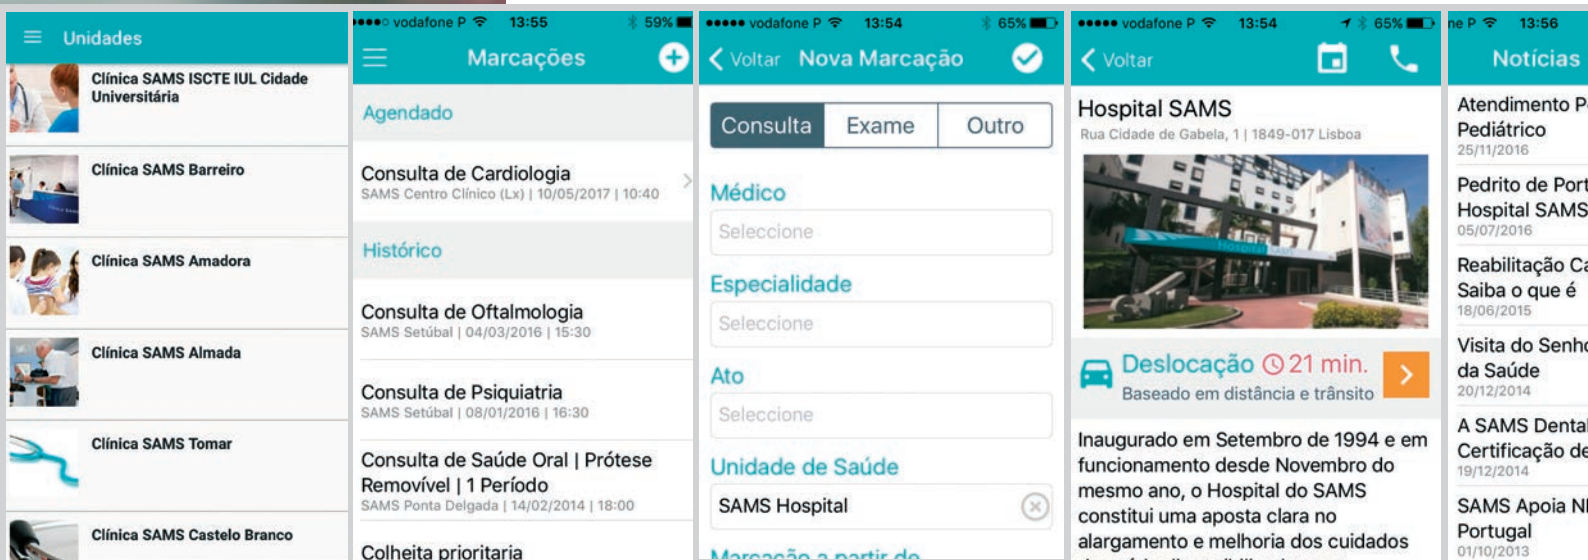 Unidades
Clínica SAMS ISCTE IUL Cidade
Universitária
Clínica SAMS Barreiro
Clínica SAMS Amadora
Clínica SAMS Almada
Clínica SAMS Tomar
Clínica SAMS Castelo Branco
vodafone P 13:55 59%
Marcações
Agendado
Consulta de Cardiologia
SAMS Centro Clínico (Lx) | 10/05/2017 | 10:40
Histórico
Consulta de Oftalmologia
SAMS Setúbal | 04/03/2016 | 15:30
Consulta de Psiquiatria
SAMS Setúbal | 08/01/2016 | 16:30
Consulta de Saúde Oral | Prótese
Removível | 1 Período
SAMS Ponta Delgada | 14/02/2014 | 18:00
Colheita prioritaria
vodafone P 13:54 65%
Voltar Nova Marcação
Consulta Exame Outro
Médico
Seleccione
Especialidade
Seleccione
Ato
Seleccione
Unidade de Saúde
SAMS Hospital
Marcação a partir de
vodafone P 13:54 65%
Voltar
Hospital SAMS
Rua Cidade de Gabela, 1 | 1849-017 Lisboa
Hospital
Deslocação 21 min.
Baseado em distância e trânsito
Inaugurado em Setembro de 1994 e em
funcionamento desde Novembro do
mesmo ano, o Hospital do SAMS
constitui uma aposta clara no
alargamento e melhoria dos cuidados
ne P 13:56
Notícias
Atendimento P
Pediátrico
25/11/2016
Pedrito de Port
Hospital SAMS
05/07/2016
Reabilitação Ca
Saiba o que é
18/06/2015
Visita do Senho
da Saúde
20/12/2014
A SAMS Dental
Certificação de
19/12/2014
SAMS Apoia N
Portugal
01/10/2013